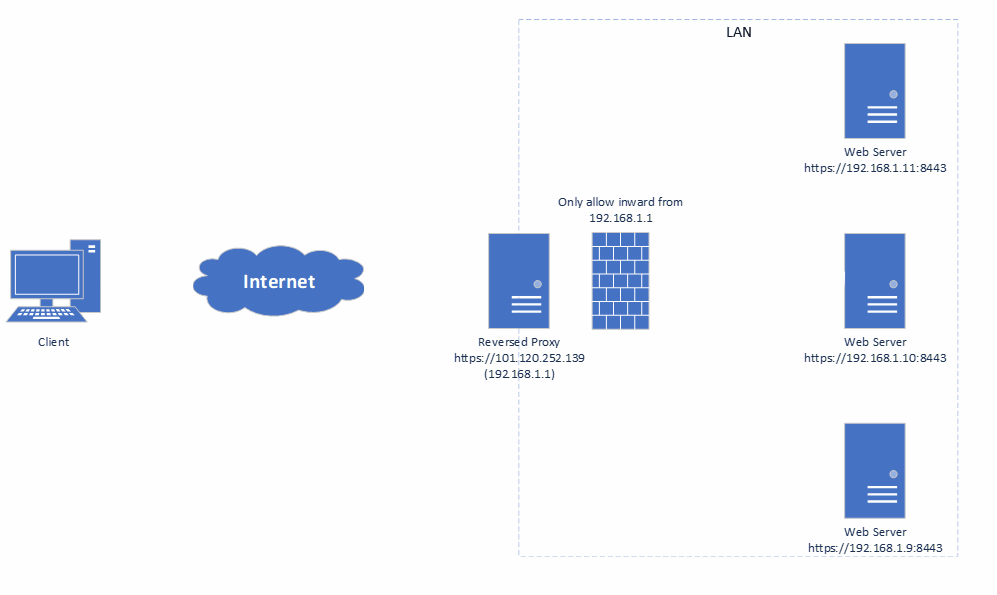 LAN
Web Server
https://192.168.1.11:8443
Only allow inward from
192.168.1.1
Internet
Client
Reversed Proxy
https://101.120.252.139
(192.168.1.1)
Web Server
https://192.168.1.10:8443
Web Server
https://192.168.1.9:8443